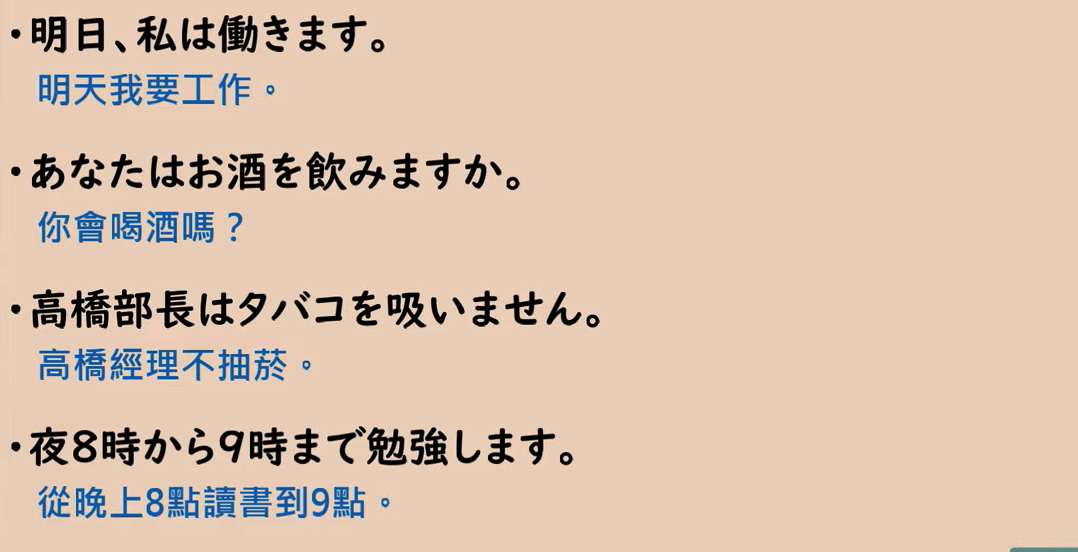 ・明日、私は働きます。
明天我要工作。
・あなたはお酒を飲みますか。
你會喝酒嗎？
・高橋部長はタバコを吸いません。
高橋經理不抽菸。
・夜8時から9時まで勉強します。
從晚上8點讀書到9點。